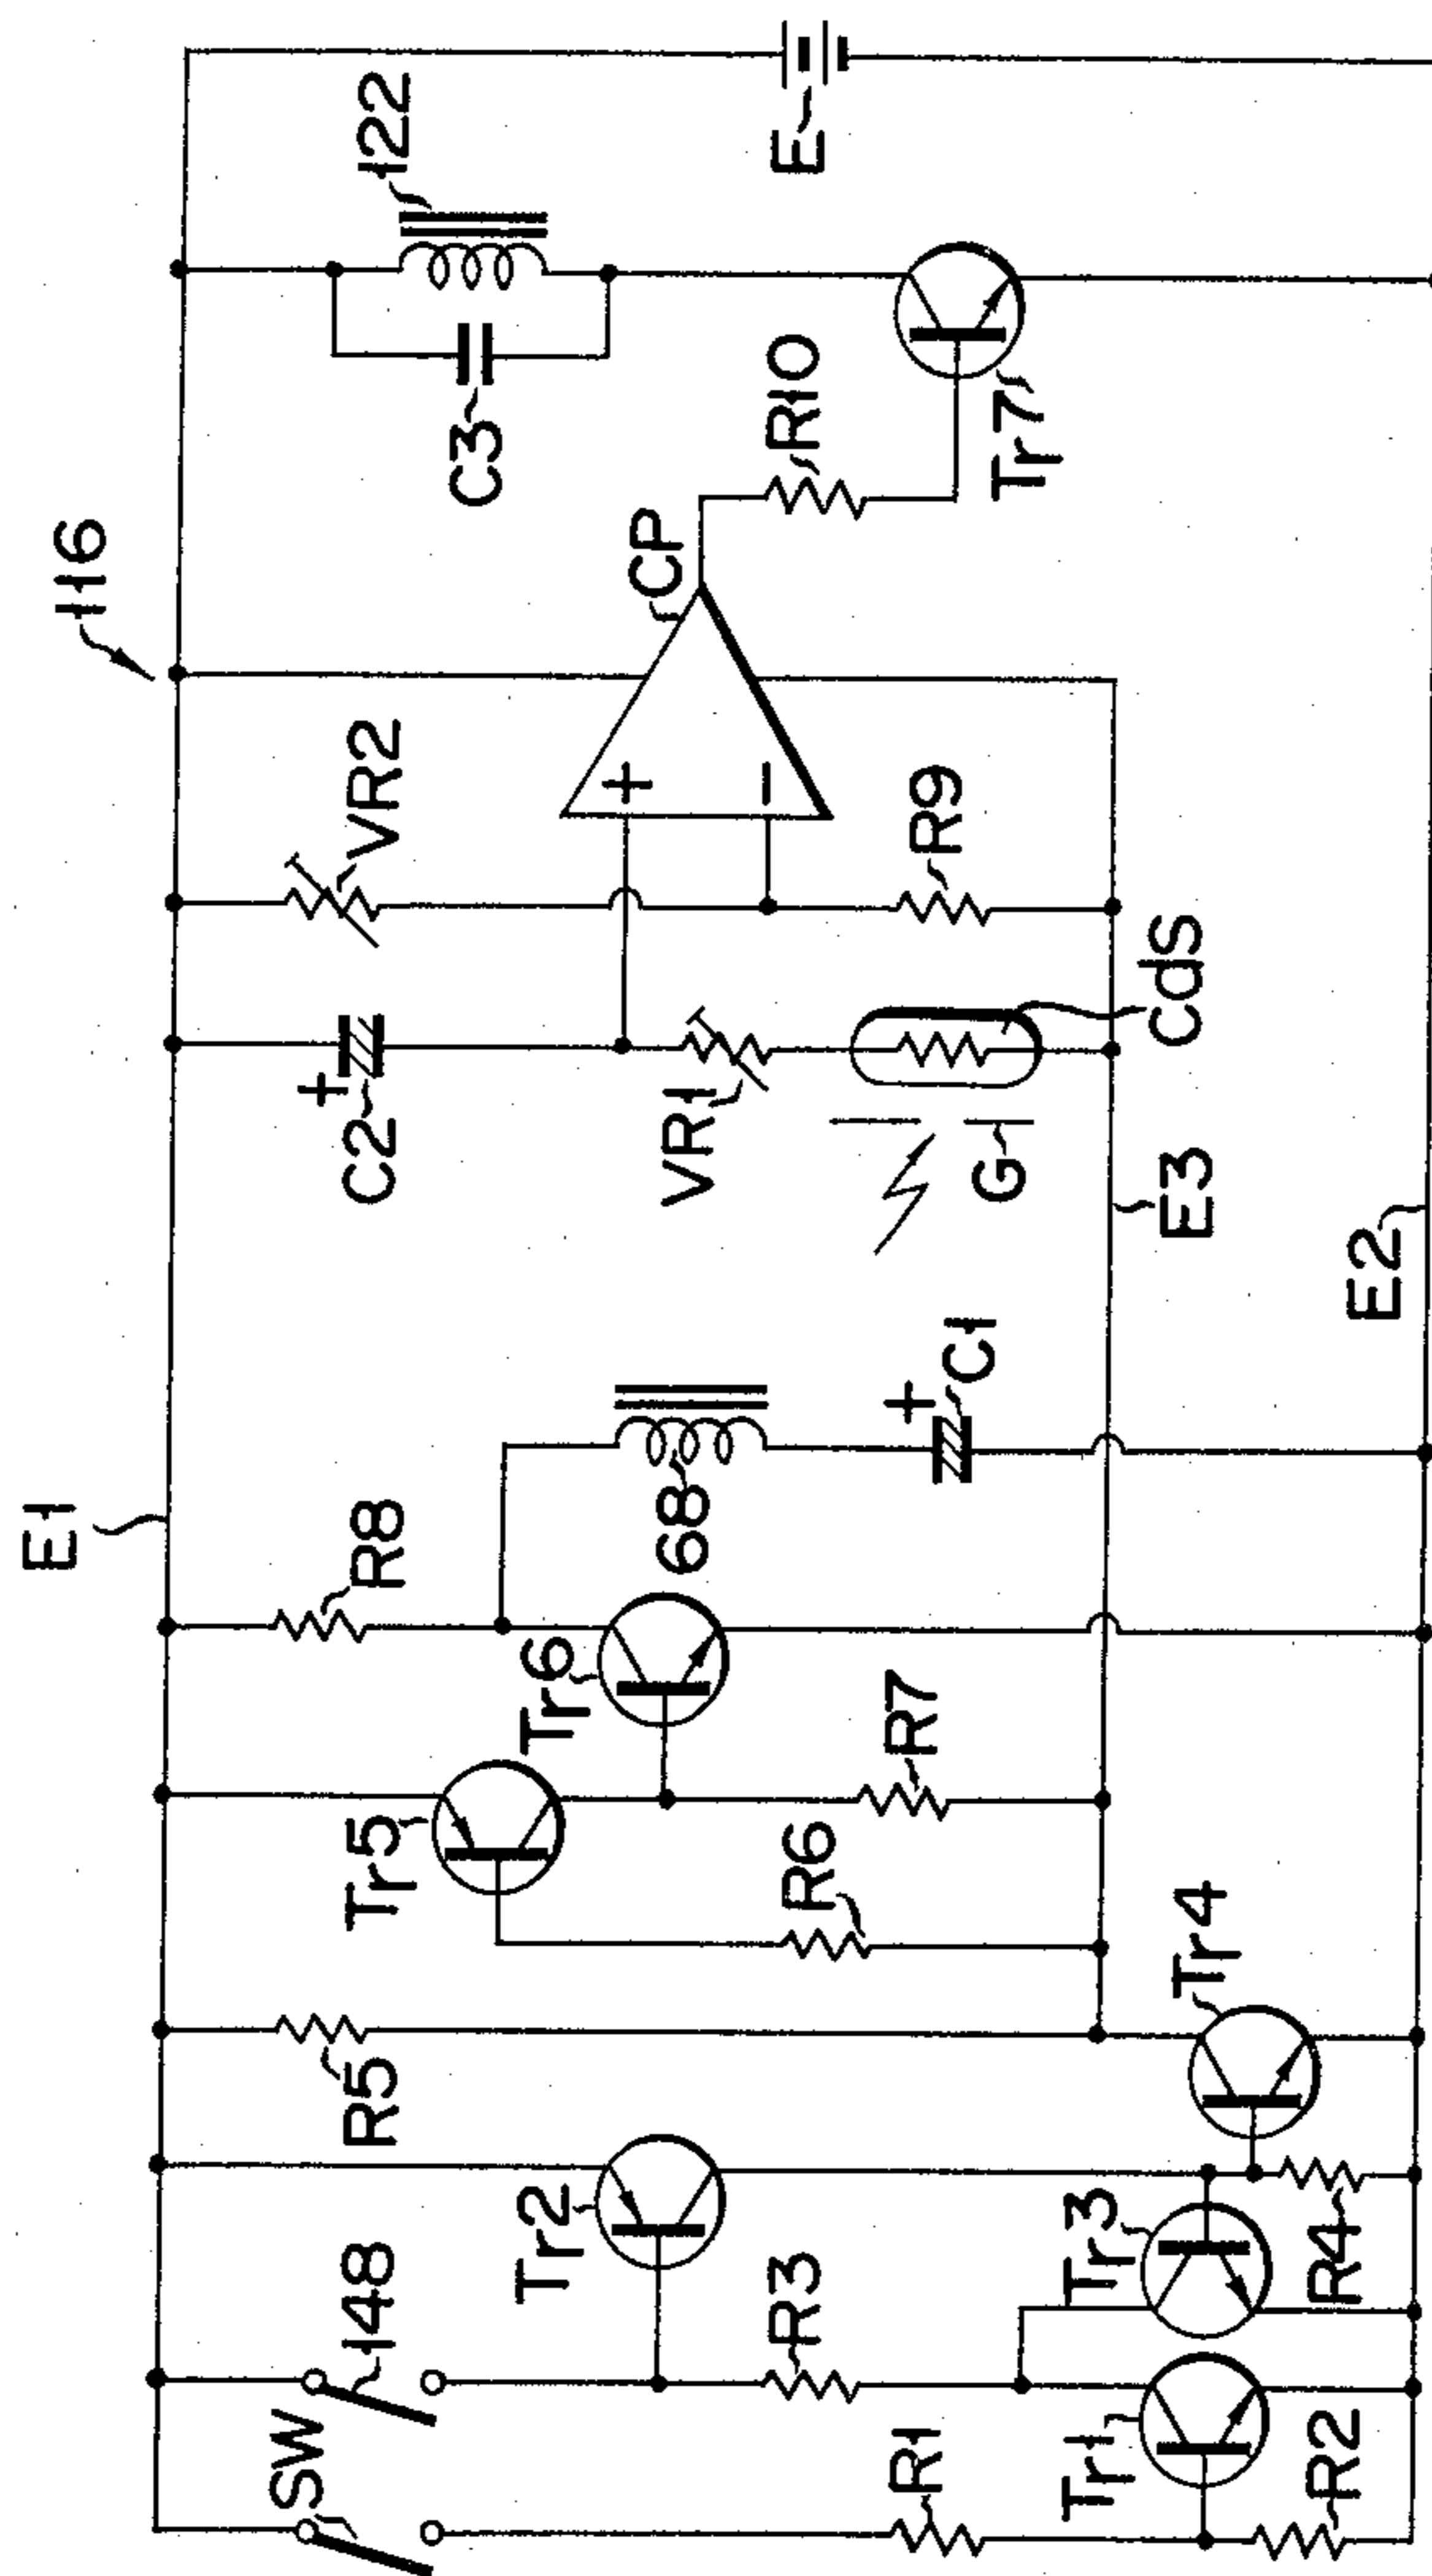 116
E1
SW
148
R1
Tr1
R2
R3
Tr2
Tr3
R4
R5
Tr4
R6
Tr5
R7
Tr6
R8
68
+
C1
E2
E3
+
C2
VR1
G
CdS
VR2
R9
+
−
CP
R10
C3
122
Tr7
E